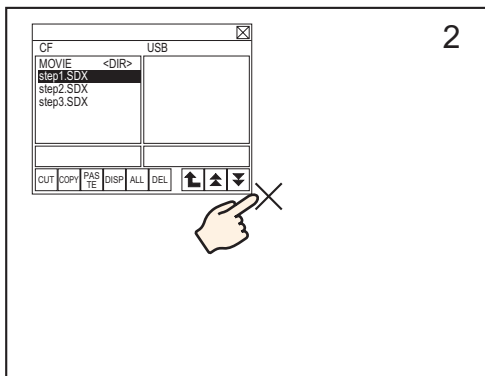 2
CF USB
MOVIE <DIR>
step1.SDX
step2.SDX
step3.SDX
CUT COPY PAS TE DISP ALL DEL